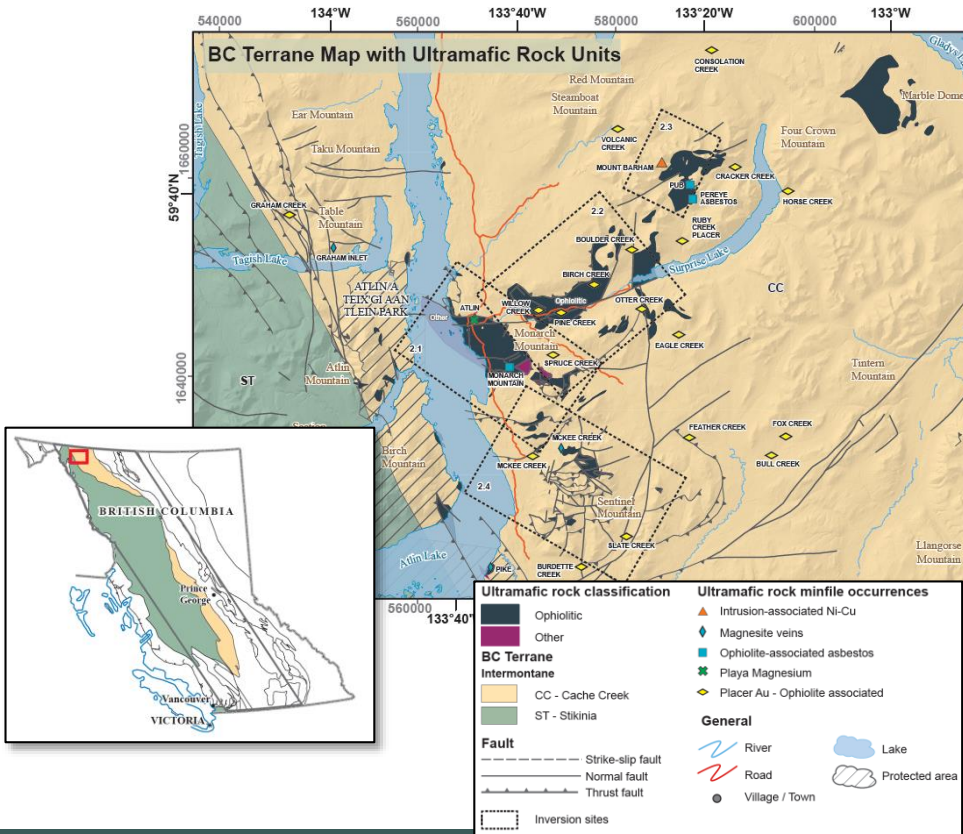 540000
134°W
560000
133°40'W
580000
133°20'W
600000
133°W
BC Terrane Map with Ultramafic Rock Units
CONSOLATION
CREEK
Gladys
Lake
Red Mountain
Steamboat
Mountain
Marble Dome
Ear Mountain
Tagish Lake
Taku Mountain
VOLCANIC
CREEK
2.3
Four Crown
Mountain
1660000
MOUNT BARHAM
CRACKER CREEK
59°40'N
PUB
PEREYE
ASBESTOS
HORSE CREEK
GRAHAM CREEK
Table
Mountain
2.2
RUBY
CREEK
PLACER
BOULDER CREEK
GRAHAM INLET
Tagish Lake
Surprise Lake
CC
BIRCH CREEK
ATLIN/Á
TEIX'GI AAN
TLEIN PARK
ATLIN
WILLOW
CREEK
Ophiolitic
OTTER CREEK
Other
PINE CREEK
Monarch
Mountain
EAGLE CREEK
2.1
SPRUCE CREEK
Tintern
Mountain
Atlin
Mountain
MONARCH
MOUNTAIN
ST
1640000
FEATHER CREEK
FOX CREEK
MCKEE CREEK
Birch
Mountain
MCKEE CREEK
BULL CREEK
2.4
Sentinel
Mountain
SLATE CREEK
Llangorse
Mountain
Atlin Lake
PIKE
BURDETTE
CREEK
560000
133°40'
BRITISH COLUMBIA
Prince
George
Vancouver
VICTORIA
Ultramafic rock classification
Ophiolitic
Other
BC Terrane
Intermontane
CC - Cache Creek
ST - Stikinia
Fault
Strike-slip fault
Normal fault
Thrust fault
Inversion sites
Ultramafic rock minfile occurrences
Intrusion-associated Ni-Cu
Magnesite veins
Ophiolite-associated asbestos
Playa Magnesium
Placer Au - Ophiolite associated
General
River
Lake
Road
Protected area
Village / Town